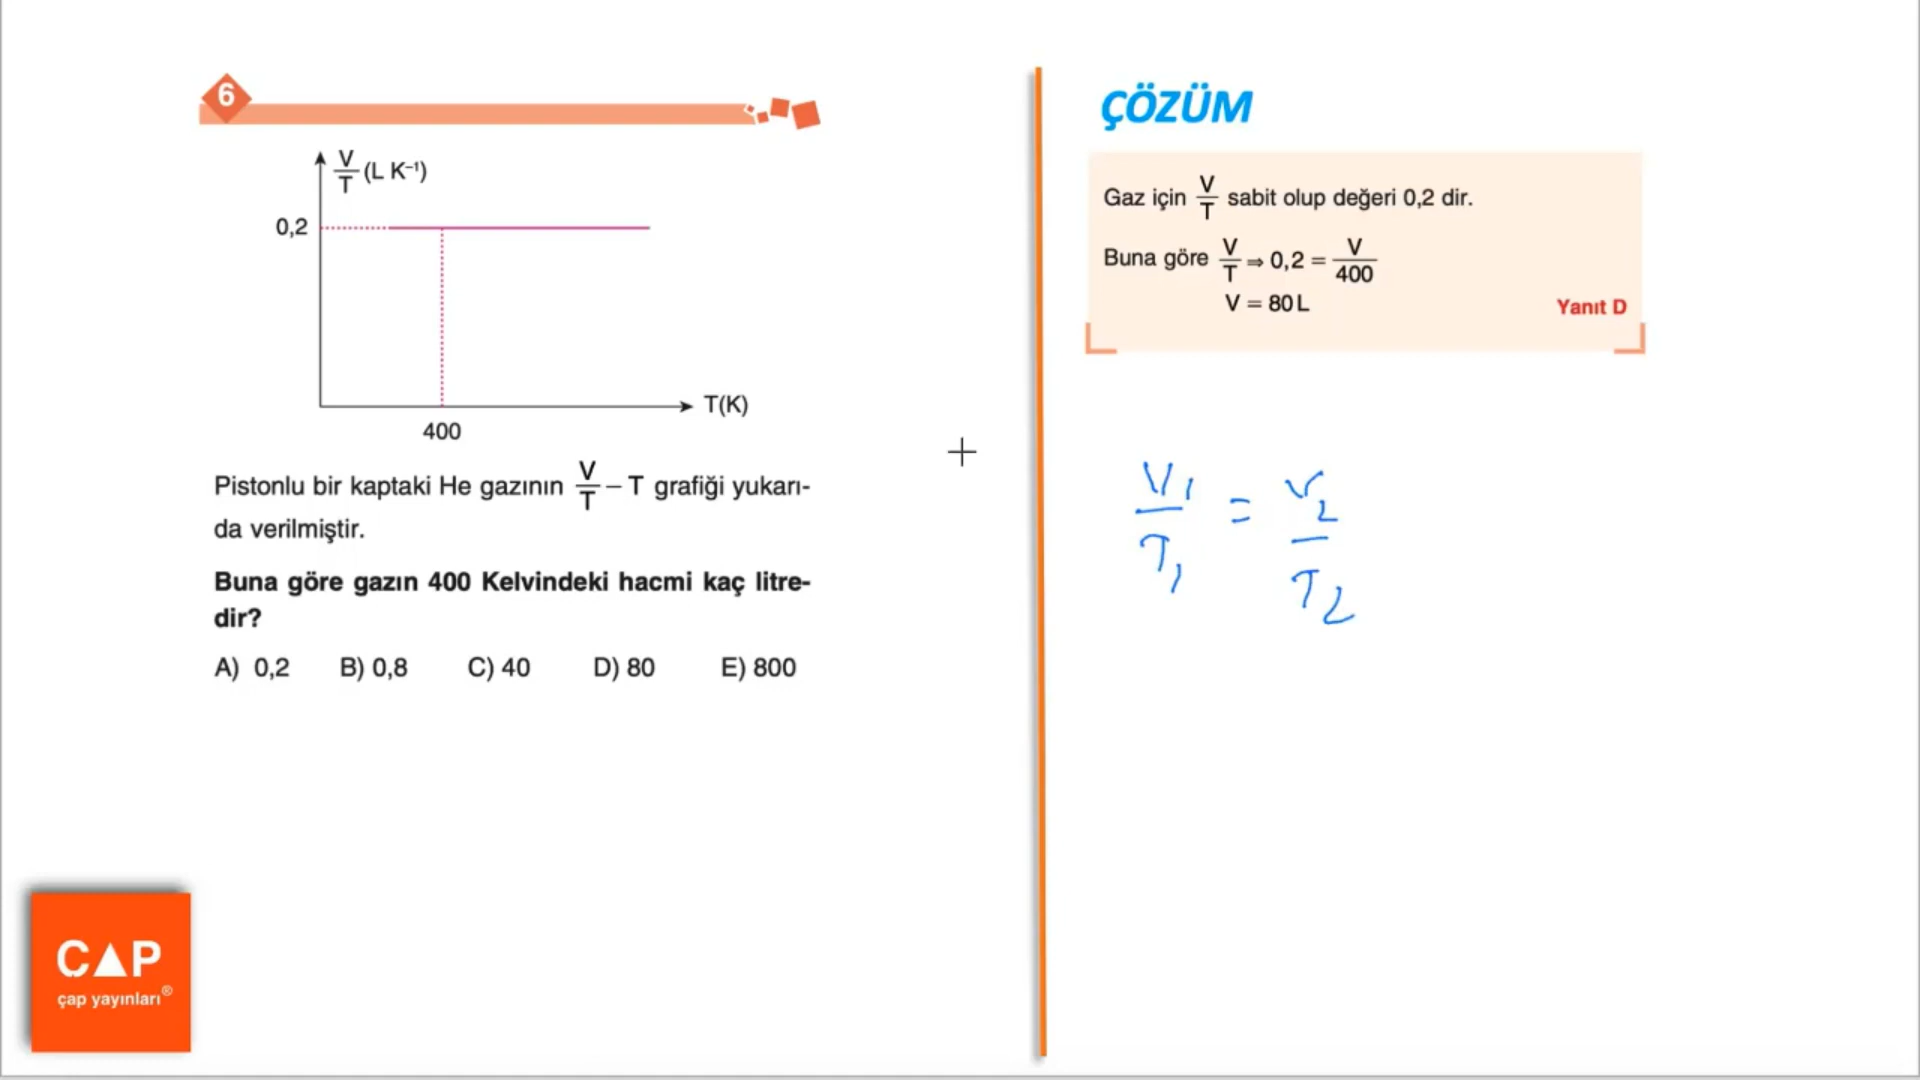 6
V/T (L K⁻¹)
0,2
400
T(K)
Pistonlu bir kaptaki He gazının V/T – T grafiği yukarı-
da verilmiştir.
Buna göre gazın 400 Kelvindeki hacmi kaç litre-
dir?
A) 0,2 B) 0,8 C) 40 D) 80 E) 800
ÇÖZÜM
Gaz için V/T sabit olup değeri 0,2 dir.
Buna göre V/T ⇒ 0,2 = V/400
V = 80 L
Yanıt D
V₁/T₁ = V₂/T₂
ÇAP
çap yayınları®